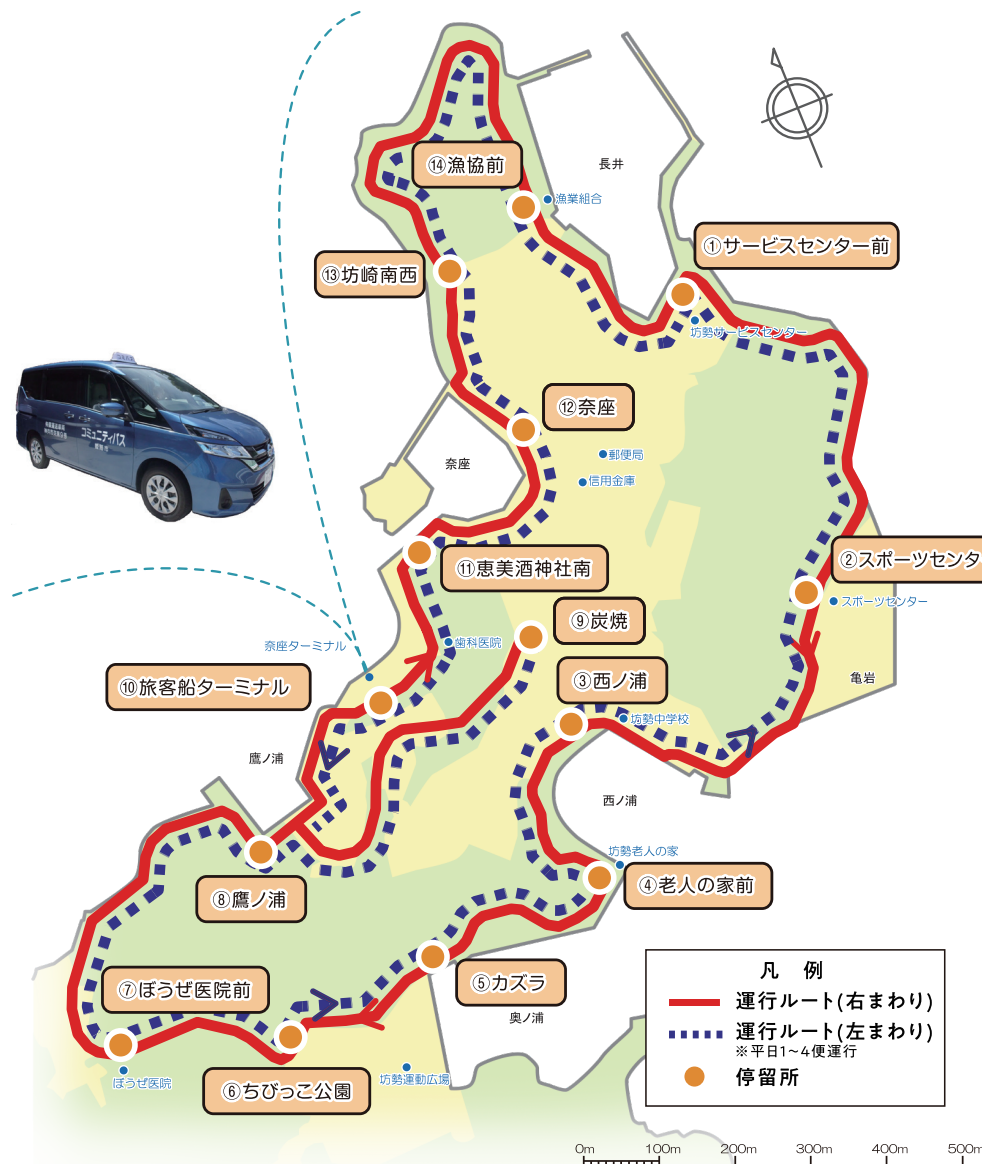 ⑭漁協前
長井
漁業組合
①サービスセンター前
⑬坊崎南西
坊勢サービスセンター
⑫奈座
コミュニティバス
郵便局
奈座
信用金庫
⑪恵美酒神社南
②スポーツセンタ
スポーツセンター
⑨炭焼
歯科医院
奈座ターミナル
③西ノ浦
亀岩
⑩旅客船ターミナル
坊勢中学校
鷹ノ浦
西ノ浦
坊勢老人の家
⑧鷹ノ浦
④老人の家前
⑦ぼうぜ医院前
⑤カズラ
奥ノ浦
ぼうぜ医院
⑥ちびっこ公園
坊勢運動広場
凡 例
運行ルート(右まわり)
運行ルート(左まわり)
※平日1~4便運行
停留所
0m 100m 200m 300m 400m 500m